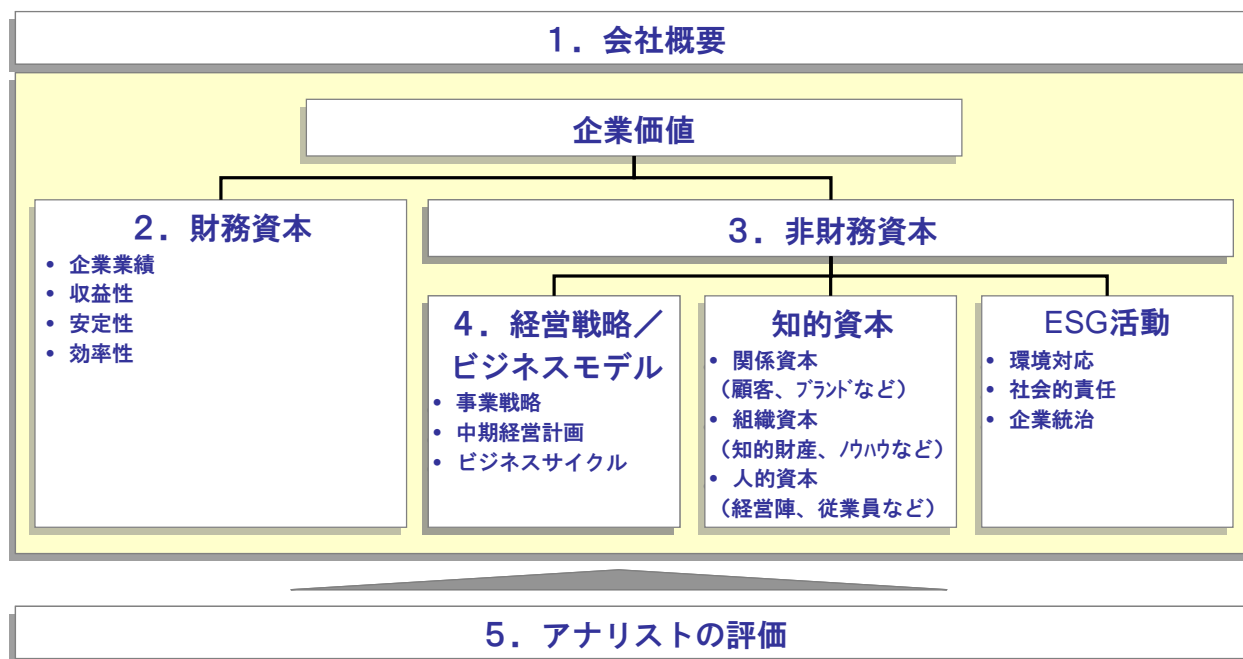 １．会社概要
企業価値
２．財務資本
• 企業業績
• 収益性
• 安定性
• 効率性
３．非財務資本
４．経営戦略／
ビジネスモデル
• 事業戦略
• 中期経営計画
• ビジネスサイクル
知的資本
• 関係資本
（顧客、ﾌﾞﾗﾝﾄﾞなど）
• 組織資本
（知的財産、ﾉｳﾊｳなど）
• 人的資本
（経営陣、従業員など）
ESG活動
• 環境対応
• 社会的責任
• 企業統治
５．アナリストの評価